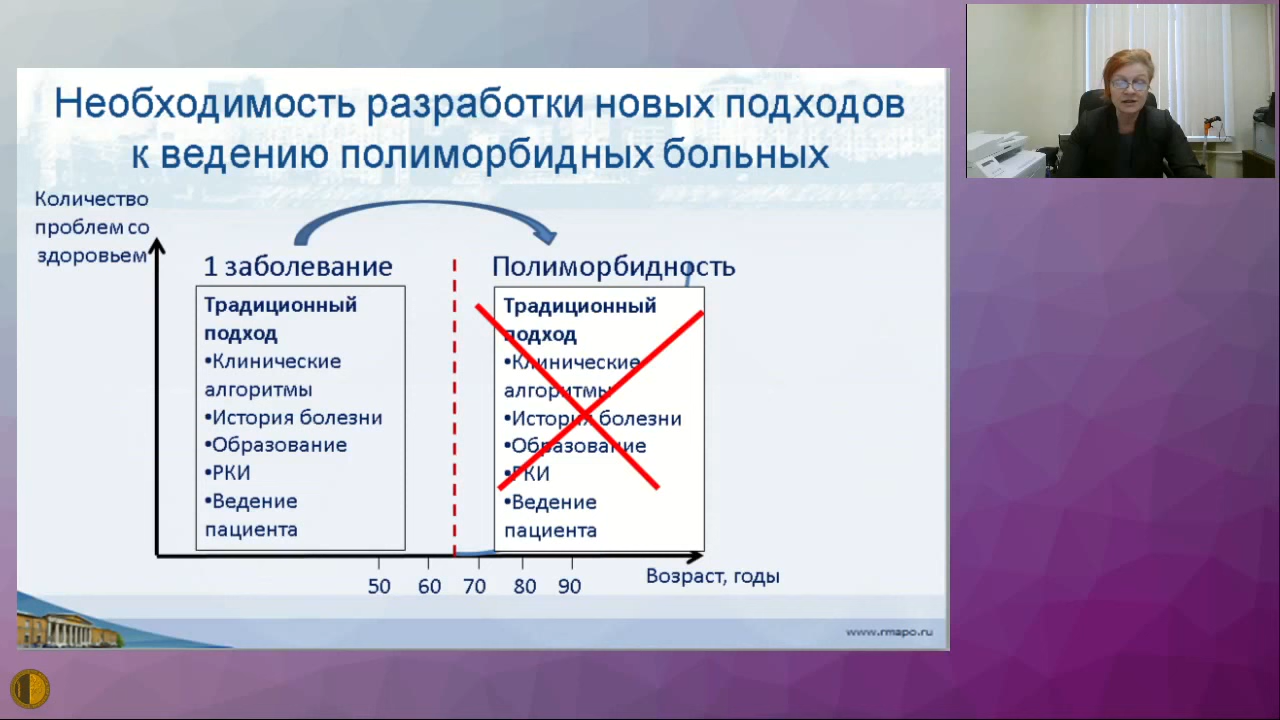 Необходимость разработки новых подходов
к ведению полиморбидных больных
Количество
проблем со
здоровьем
1 заболевание
Традиционный
подход
•Клинические
алгоритмы
•История болезни
•Образование
•РКИ
•Ведение
пациента
Полиморбидность
Традиционный
подход
•Клинические
алгоритмы
•История болезни
•Образование
•РКИ
•Ведение
пациента
50 60 70 80 90
Возраст, годы
www.rmapo.ru